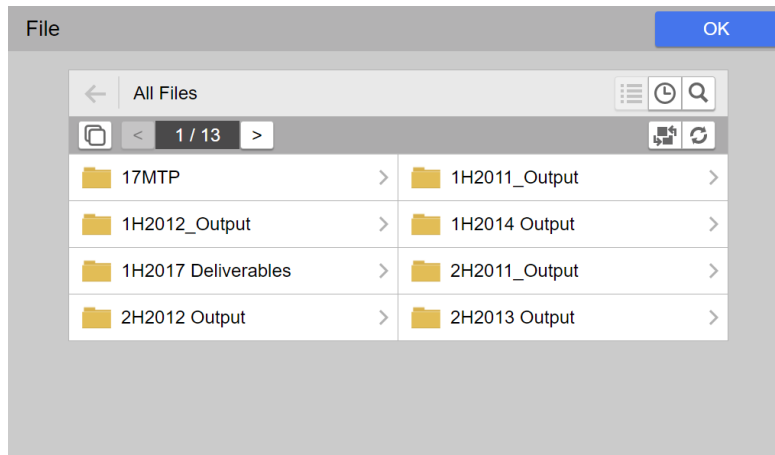 File
OK
All Files
< 1 / 13 >
17MTP
1H2011_Output
1H2012_Output
1H2014 Output
1H2017 Deliverables
2H2011_Output
2H2012 Output
2H2013 Output